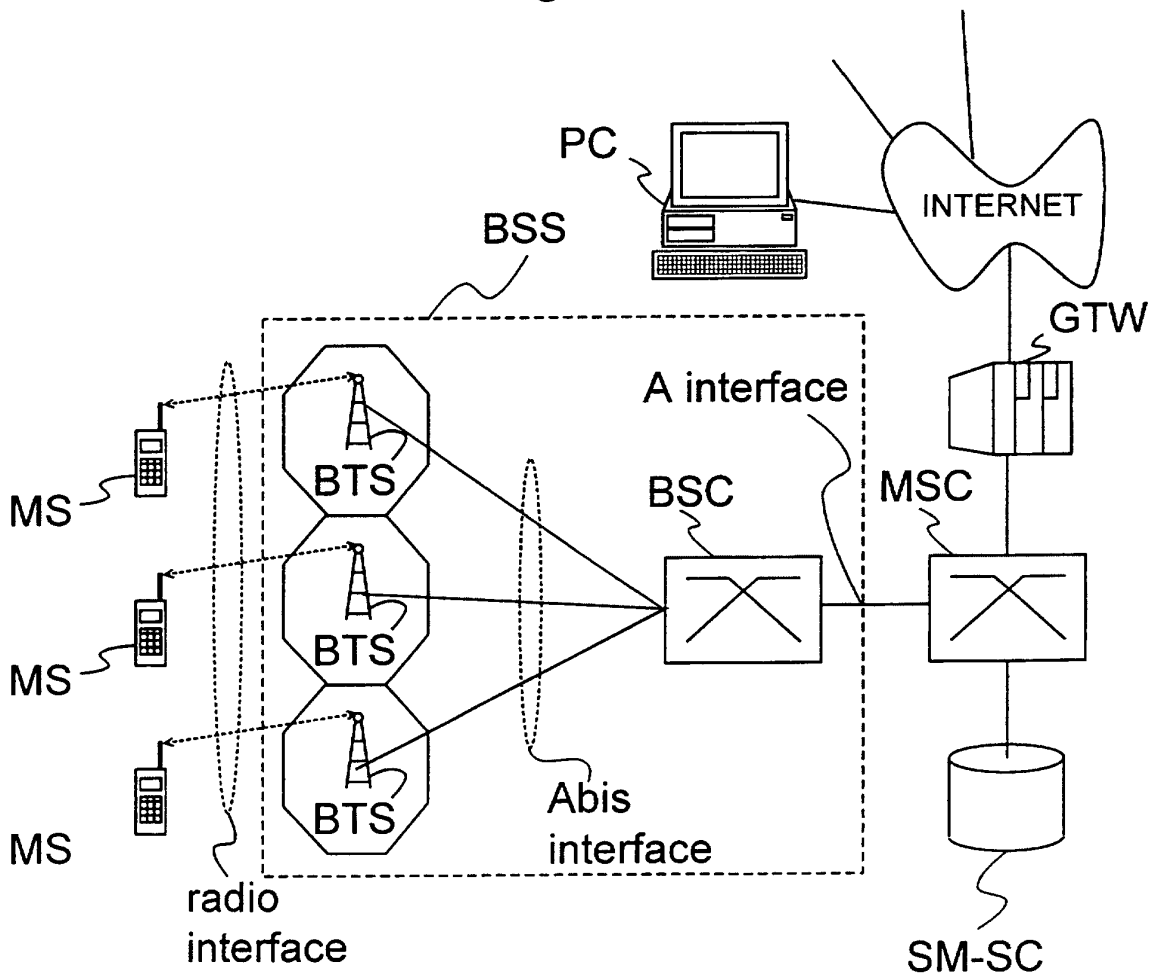 PC
INTERNET
BSS
GTW
A interface
MS
BTS
BSC
MSC
MS
BTS
MS
BTS
Abis
interface
radio
interface
SM-SC